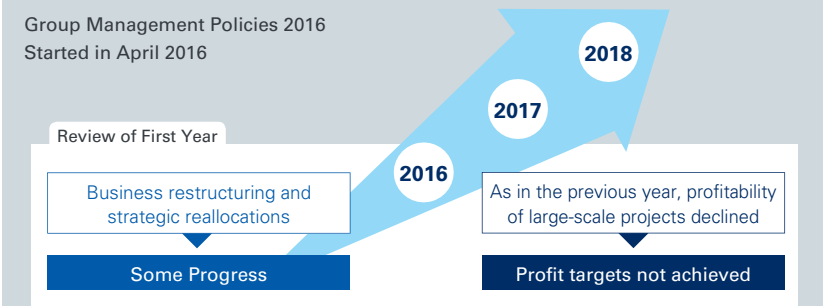 Group Management Policies 2016
Started in April 2016
2018
2017
Review of First Year
2016
Business restructuring and
strategic reallocations
Some Progress
As in the previous year, profitability
of large-scale projects declined
Profit targets not achieved